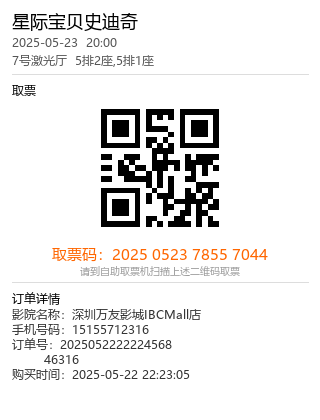 星际宝贝史迪奇
2025-05-23 20:00
7号激光厅 5排2座,5排1座
取票
取票码：2025 0523 7855 7044
请到自助取票机扫描上述二维码取票
订单详情
影院名称：深圳万友影城IBCMall店
手机号码：15155712316
订单号：2025052222224568
46316
购买时间：2025-05-22 22:23:05